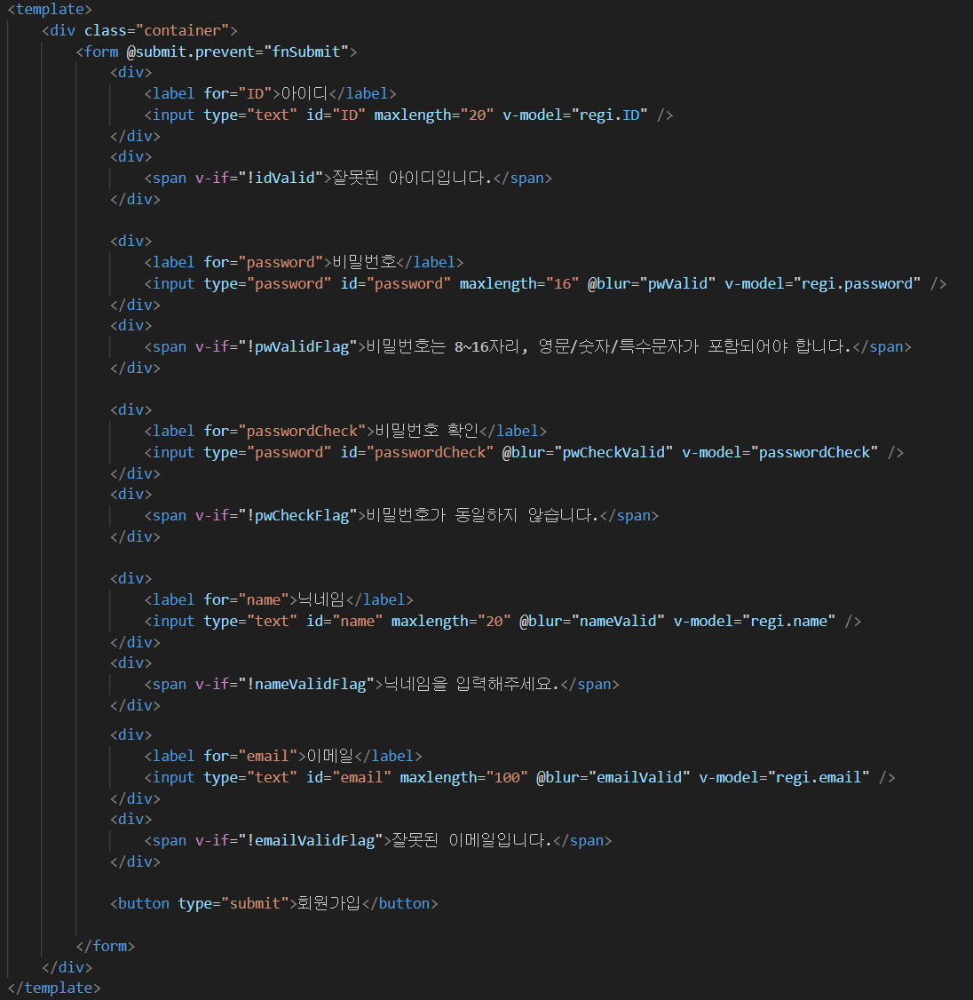 <template>
<div class="container">
<form @submit.prevent="fnSubmit">
<div>
<label for="ID">아이디</label>
<input type="text" id="ID" maxlength="20" v-model="regi.ID" />
</div>
<div>
<span v-if="!idValid">잘못된 아이디입니다.</span>
</div>
<div>
<label for="password">비밀번호</label>
<input type="password" id="password" maxlength="16" @blur="pwValid" v-model="regi.password" />
</div>
<div>
<span v-if="!pwValidFlag">비밀번호는 8~16자리, 영문/숫자/특수문자가 포함되어야 합니다.</span>
</div>
<div>
<label for="passwordCheck">비밀번호 확인</label>
<input type="password" id="passwordCheck" @blur="pwCheckValid" v-model="passwordCheck" />
</div>
<div>
<span v-if="!pwCheckFlag">비밀번호가 동일하지 않습니다.</span>
</div>
<div>
<label for="name">닉네임</label>
<input type="text" id="name" maxlength="20" @blur="nameValid" v-model="regi.name" />
</div>
<div>
<span v-if="!nameValidFlag">닉네임을 입력해주세요.</span>
</div>
<div>
<label for="email">이메일</label>
<input type="text" id="email" maxlength="100" @blur="emailValid" v-model="regi.email" />
</div>
<div>
<span v-if="!emailValidFlag">잘못된 이메일입니다.</span>
</div>
<button type="submit">회원가입</button>
</form>
</div>
</template>